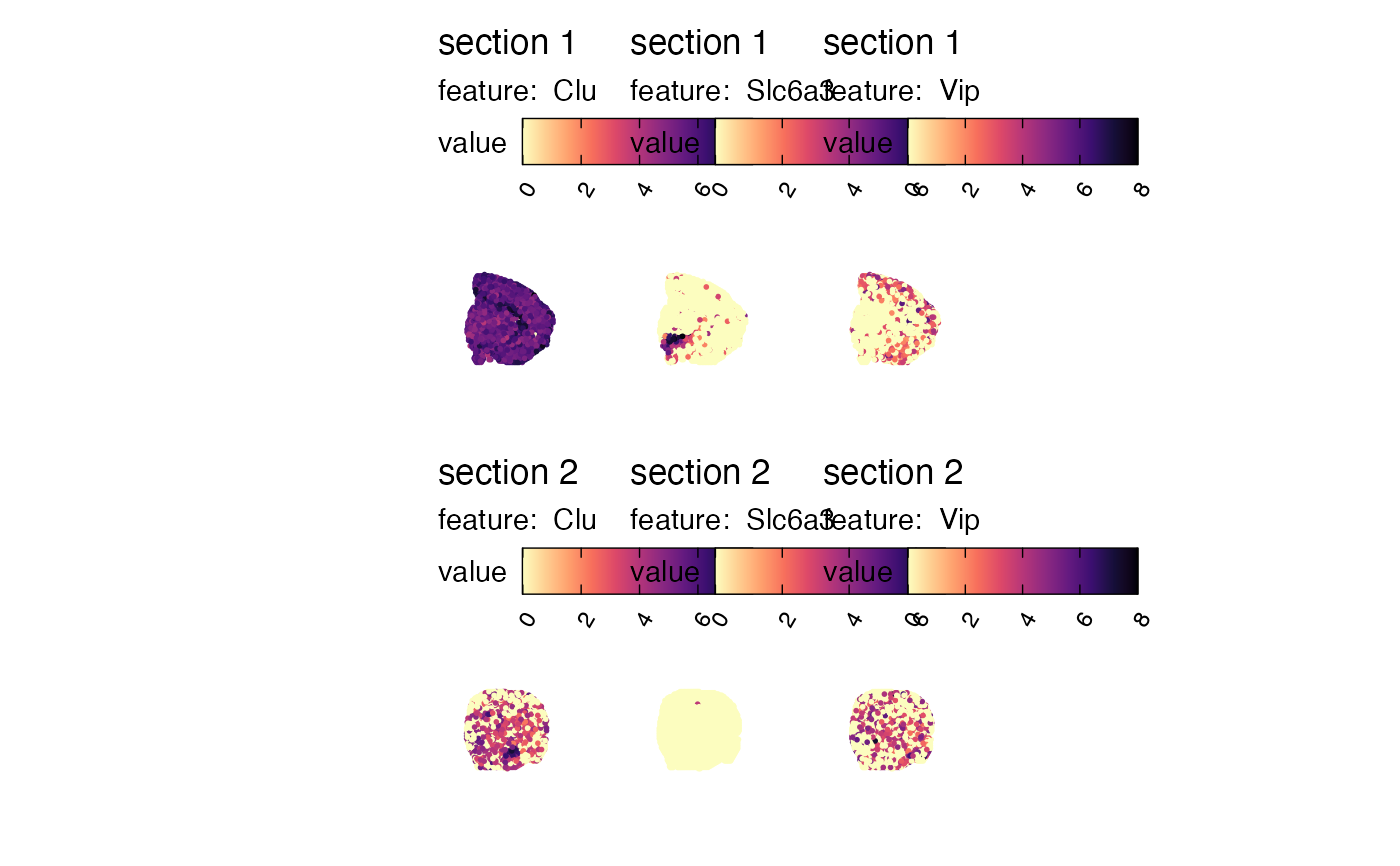 section 1 section 1 section 1
feature: Clu feature: Slc6a3 feature: Vip
value value value
0 2 4 6 0 2 4 6 0 2 4 6 8
section 2 section 2 section 2
feature: Clu feature: Slc6a3 feature: Vip
value value value
0 2 4 6 0 2 4 6 0 2 4 6 8